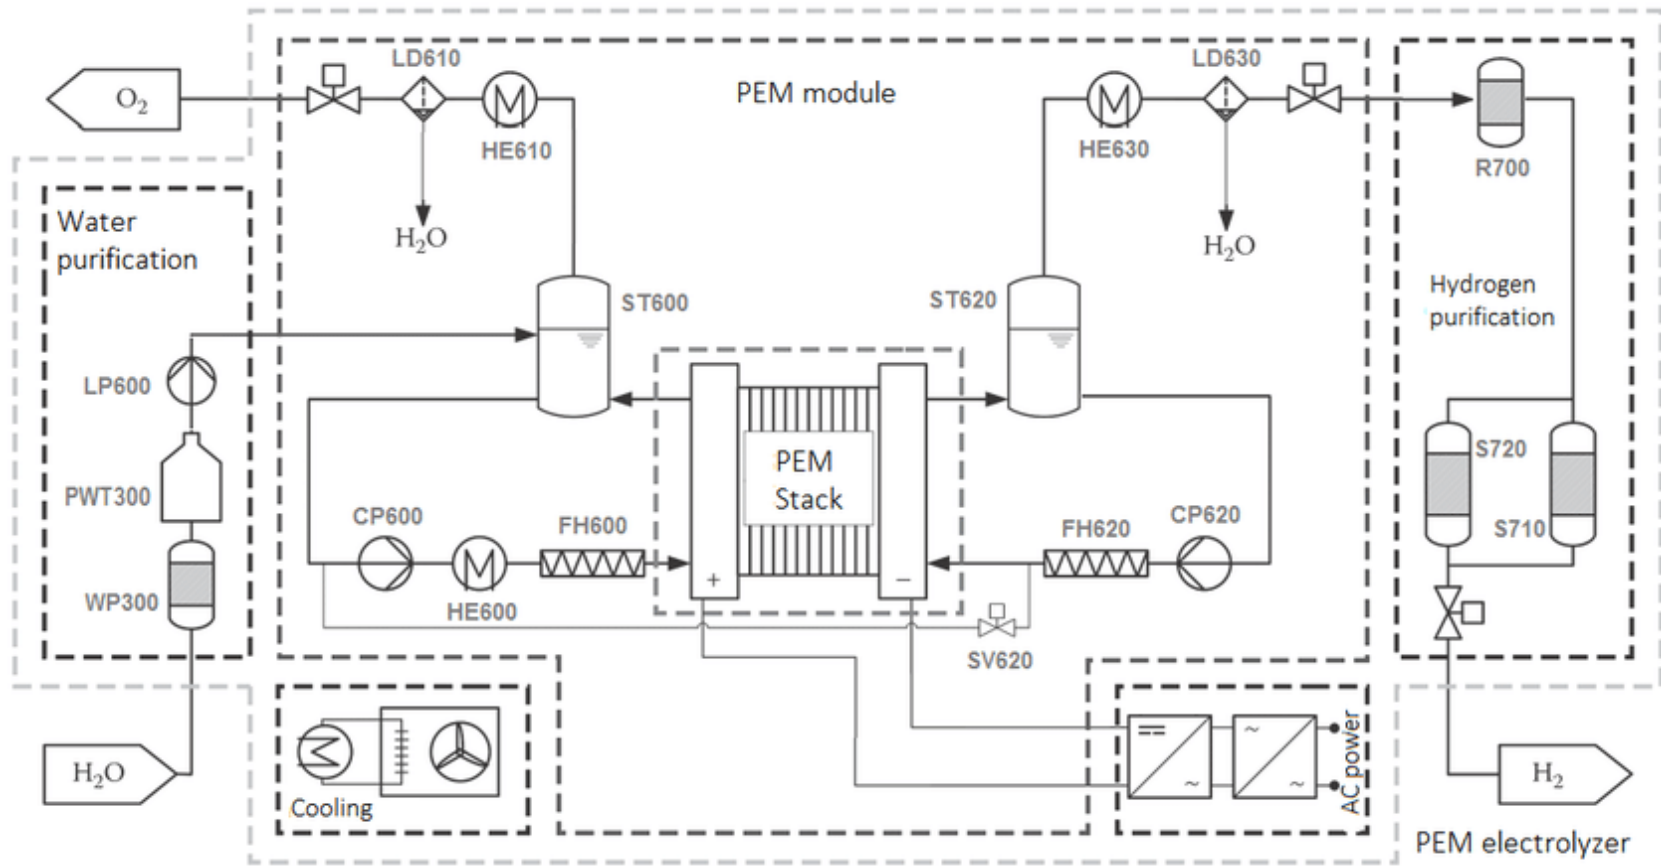 LD610
LD630
O₂
PEM module
HE610
HE630
R700
Water
purification
H₂O
H₂O
ST600
ST620
Hydrogen
purification
LP600
PEM
Stack
S720
PWT300
CP600
FH600
FH620
CP620
S710
WP300
+
−
HE600
SV620
H₂O
Cooling
~
~
~
AC power
H₂
PEM electrolyzer